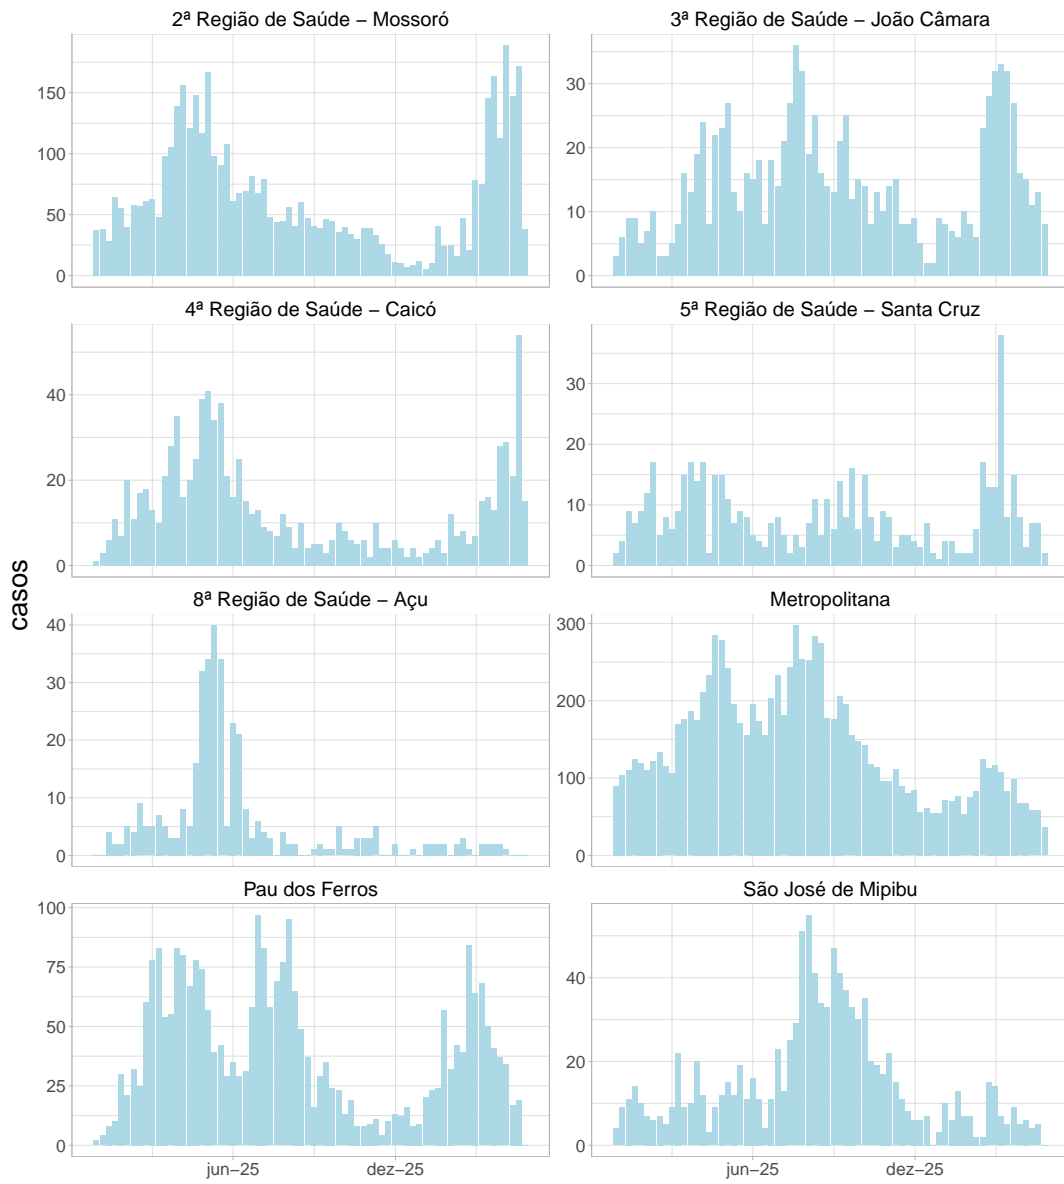 2ª Região de Saúde − Mossoró
3ª Região de Saúde − João Câmara
150
100
50
0
30
20
10
0
4ª Região de Saúde − Caicó
5ª Região de Saúde − Santa Cruz
40
20
0
30
20
10
0
casos
8ª Região de Saúde − Açu
Metropolitana
40
30
20
10
0
300
200
100
0
Pau dos Ferros
São José de Mipibu
100
75
50
25
0
40
20
0
jun−25
dez−25
jun−25
dez−25